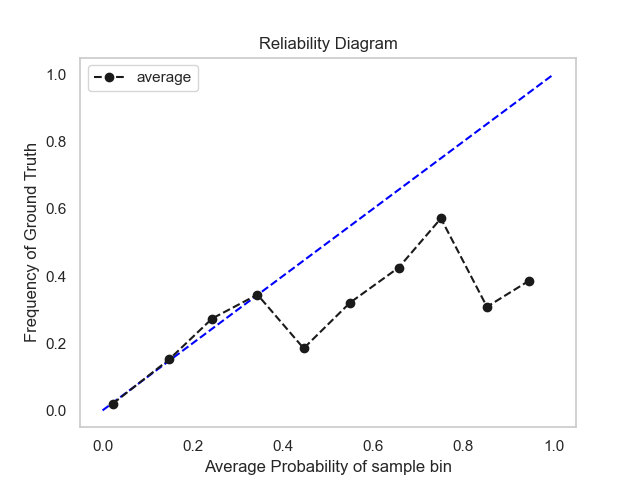 Reliability Diagram
average
Frequency of Ground Truth
1.0
0.8
0.6
0.4
0.2
0.0
0.0 0.2 0.4 0.6 0.8 1.0
Average Probability of sample bin